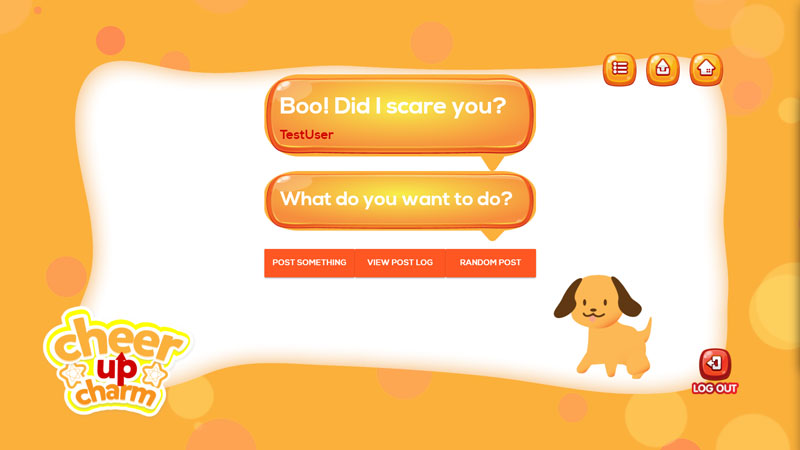 Boo! Did I scare you?
TestUser
What do you want to do?
POST SOMETHING VIEW POST LOG RANDOM POST
cheer
up
charm
LOG OUT